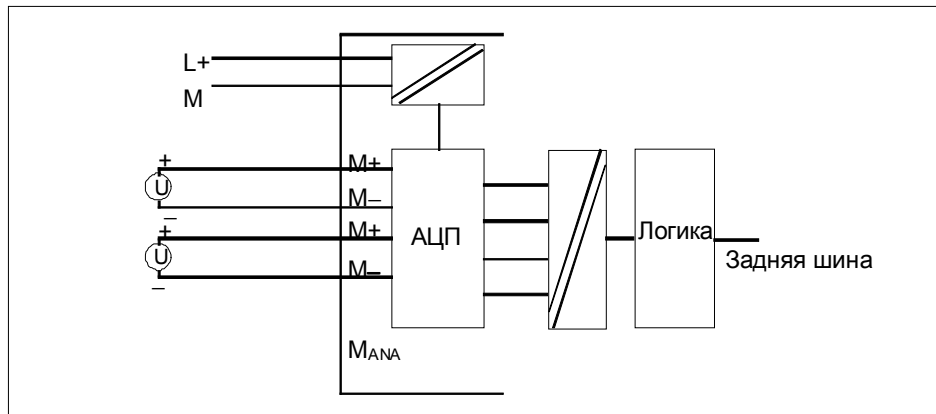 L+
M
+
M+
U
M–
–
+
M+
U
M–
–
АЦП
Логика
Задняя шина
MANA